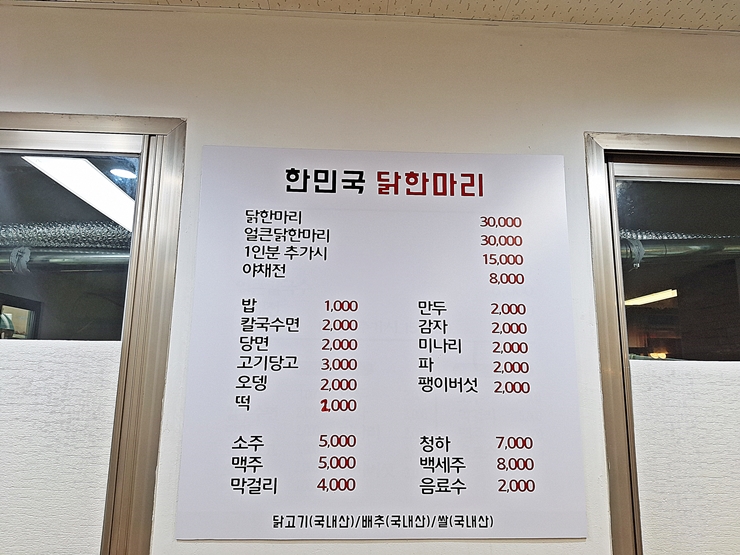 한민국 닭한마리
닭한마리 30,000
얼큰닭한마리 30,000
1인분 추가시 15,000
야채전 8,000
밥 1,000
칼국수면 2,000
당면 2,000
고기당고 3,000
오뎅 2,000
떡 2,000
만두 2,000
감자 2,000
미나리 2,000
파 2,000
팽이버섯 2,000
소주 5,000
맥주 5,000
막걸리 4,000
청하 7,000
백세주 8,000
음료수 2,000
닭고기(국내산)/배추(국내산)/쌀(국내산)